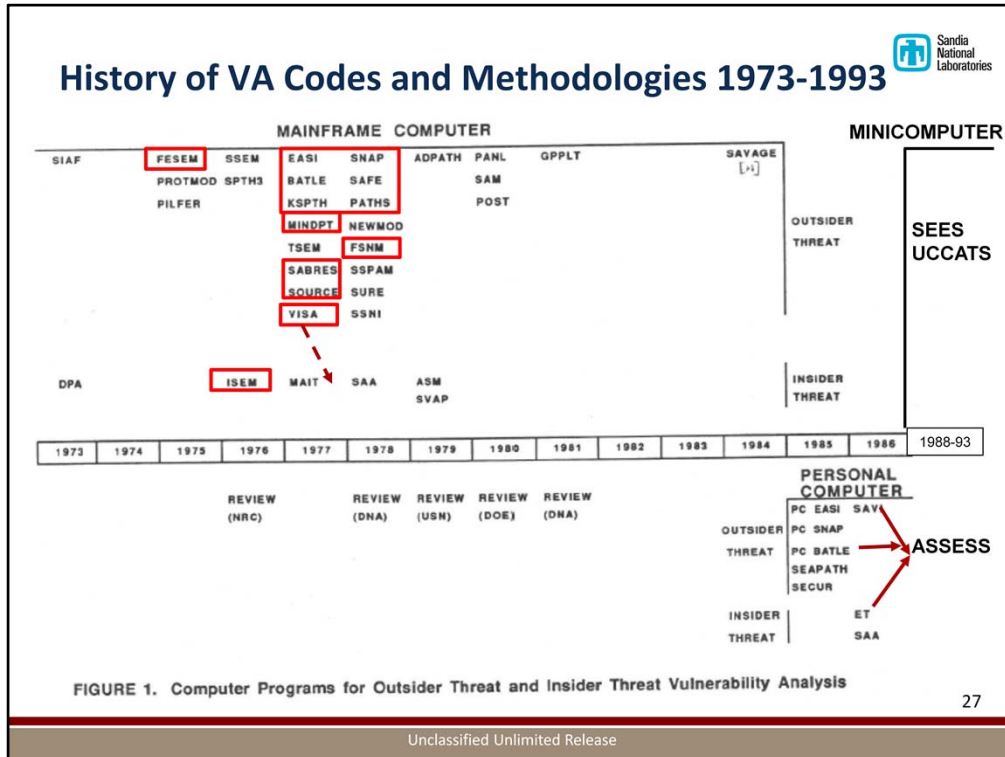 History of VA Codes and Methodologies 1973-1993
Sandia
National
Laboratories
MAINFRAME COMPUTER
MINICOMPUTER
SIAF FESEM SSEM EASI SNAP ADPATH PANL GPPLT SAVAGE
PROTMOD SPTH3 BATLE SAFE SAM
PILFER KSPTH PATHS POST
MINDPT NEWMOD OUTSIDER SEES
TSEM FSNM THREAT UCCATS
SABRES SSPAM
SOURCE SURE
VISA SSNI
DPA ISEM MAIT SAA ASM INSIDER
SVAP THREAT
1973 1974 1975 1976 1977 1978 1979 1980 1981 1982 1983 1984 1985 1986 1988-93
PERSONAL
COMPUTER
REVIEW REVIEW REVIEW REVIEW REVIEW
(NRC) (DNA) (USN) (DOE) (DNA)
PC EASI
OUTSIDER PC SNAP
THREAT PC BATLE ASSESS
SEAPATH
SECUR
INSIDER ET
THREAT SAA
FIGURE 1. Computer Programs for Outsider Threat and Insider Threat Vulnerability Analysis
27
Unclassified Unlimited Release